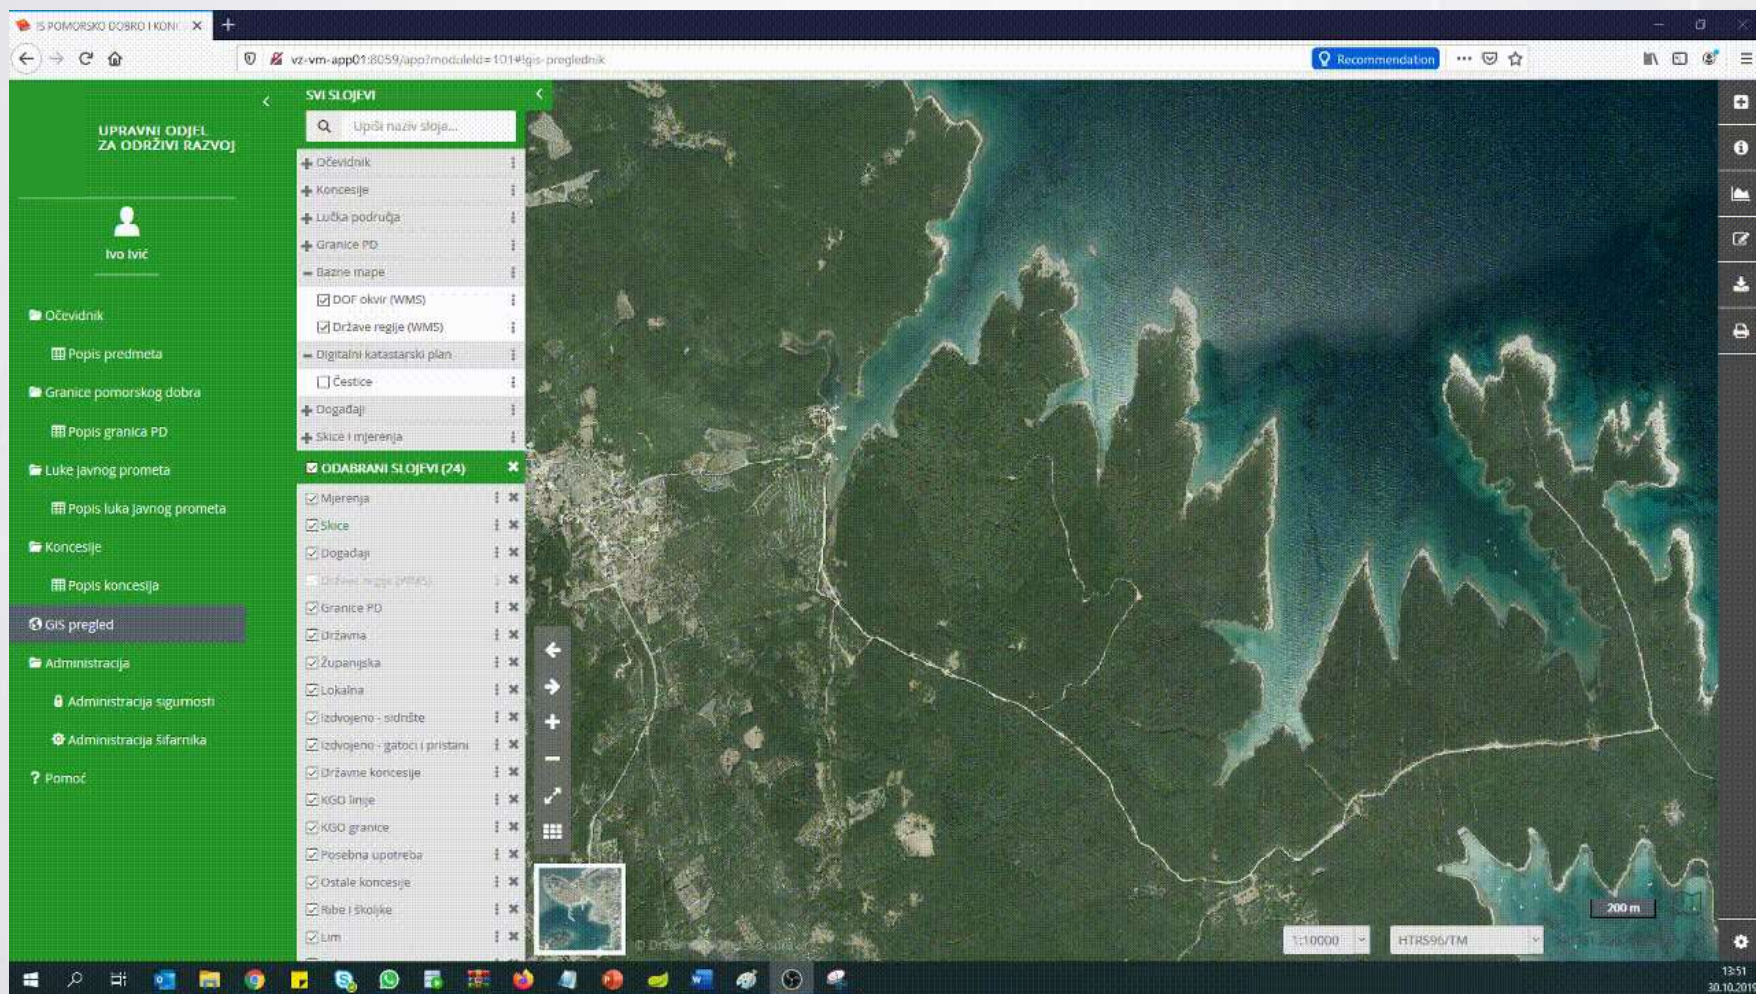 IS POMORSKO DOBRO I KONC
vz-vm-app01:8059/app?moduleId=101#!gis-preglednik
Recommendation
UPRAVNI ODJEL
ZA ODRŽIVI RAZVOJ
Ivo Ivić
Očevidnik
Popis predmeta
Granice pomorskog dobra
Popis granica PD
Luke javnog prometa
Popis luka javnog prometa
Koncesije
Popis koncesija
GIS pregled
Administracija
Administracija sigurnosti
Administracija šifarnika
? Pomoć
SVI SLOJEVI
Upiši naziv sloja...
Očevidnik
Koncesije
Lučka područja
Granice PD
Bazne mape
DOF okvir (WMS)
Države regije (WMS)
Digitalni katastarski plan
Čestice
Događaji
Skice i mjerenja
ODABRANI SLOJEVI (24)
Mjerenja
Skice
Događaji
Države regije (WMS)
Granice PD
Državna
Županijska
Lokalna
Izdvojeno - sidrište
Izdvojeno - gatoci i pristani
Državne koncesije
KGO linije
KGO granice
Posebna upotreba
Ostale koncesije
Ribe i školjke
Lim
200 m
1:10000
HTRS96/TM
13:51
30.10.2019